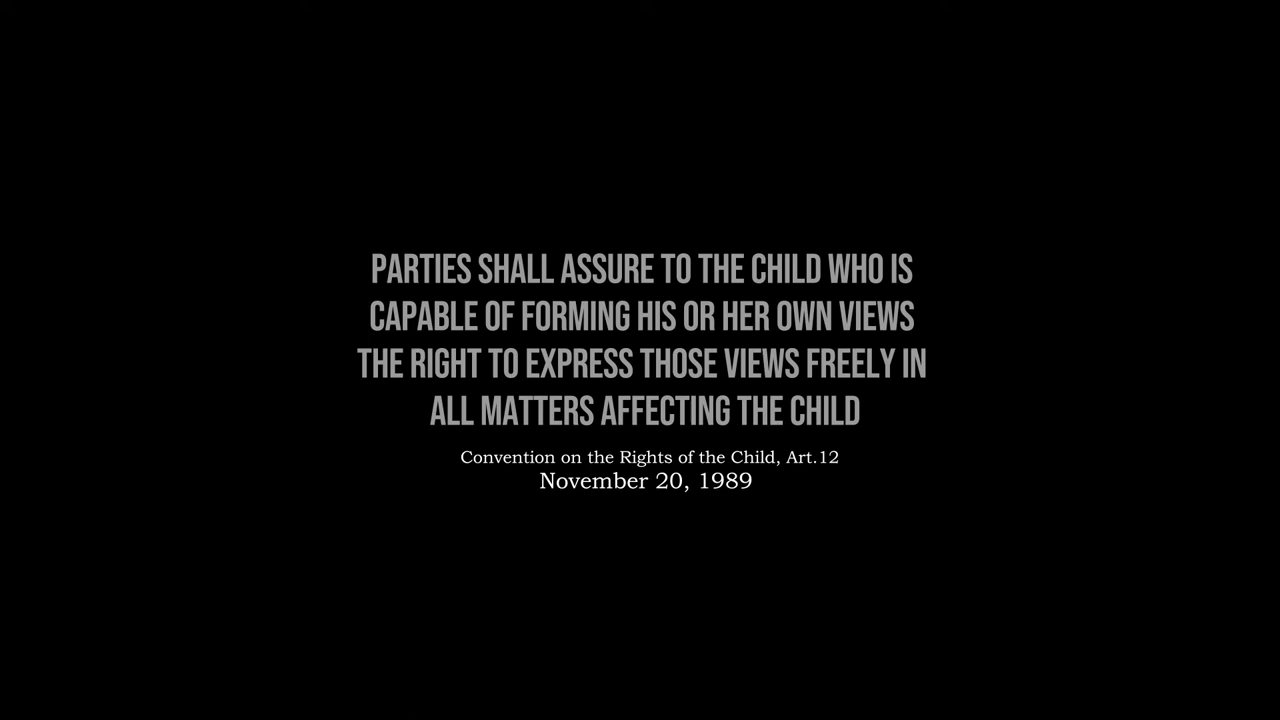 PARTIES SHALL ASSURE TO THE CHILD WHO IS
CAPABLE OF FORMING HIS OR HER OWN VIEWS
THE RIGHT TO EXPRESS THOSE VIEWS FREELY IN
ALL MATTERS AFFECTING THE CHILD
Convention on the Rights of the Child, Art.12
November 20, 1989